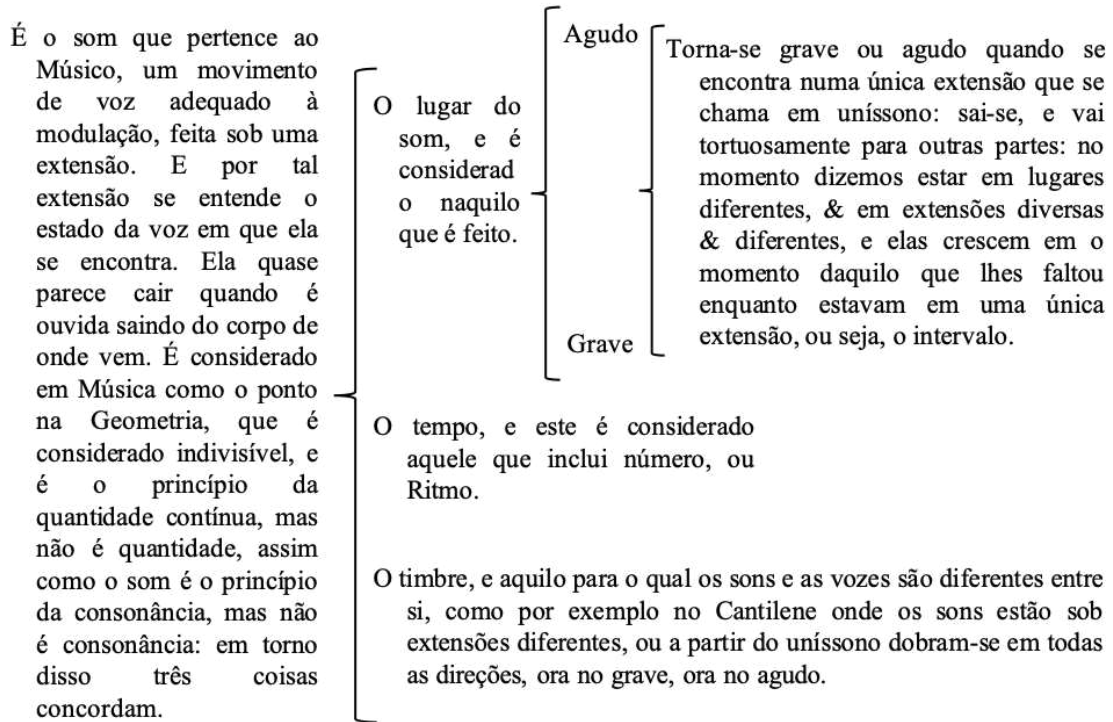 É o som que pertence ao
Músico, um movimento
de voz adequado à
modulação, feita sob uma
extensão. E por tal
extensão se entende o
estado da voz em que ela
se encontra. Ela quase
parece cair quando é
ouvida saindo do corpo de
onde vem. É considerado
em Música como o ponto
na Geometria, que é
considerado indivisível, e
é o princípio da
quantidade contínua, mas
não é quantidade, assim
como o som é o princípio
da consonância, mas não
é consonância: em torno
disso três coisas
concordam.
O lugar do
som, e é
considerad
o naquilo
que é feito.
Agudo
Grave
Torna-se grave ou agudo quando se
encontra numa única extensão que se
chama em uníssono: sai-se, e vai
tortuosamente para outras partes: no
momento dizemos estar em lugares
diferentes, & em extensões diversas
& diferentes, e elas crescem em o
momento daquilo que lhes faltou
enquanto estavam em uma única
extensão, ou seja, o intervalo.
O tempo, e este é considerado
aquele que inclui número, ou
Ritmo.
O timbre, e aquilo para o qual os sons e as vozes são diferentes entre
si, como por exemplo no Cantilene onde os sons estão sob
extensões diferentes, ou a partir do uníssono dobram-se em todas
as direções, ora no grave, ora no agudo.